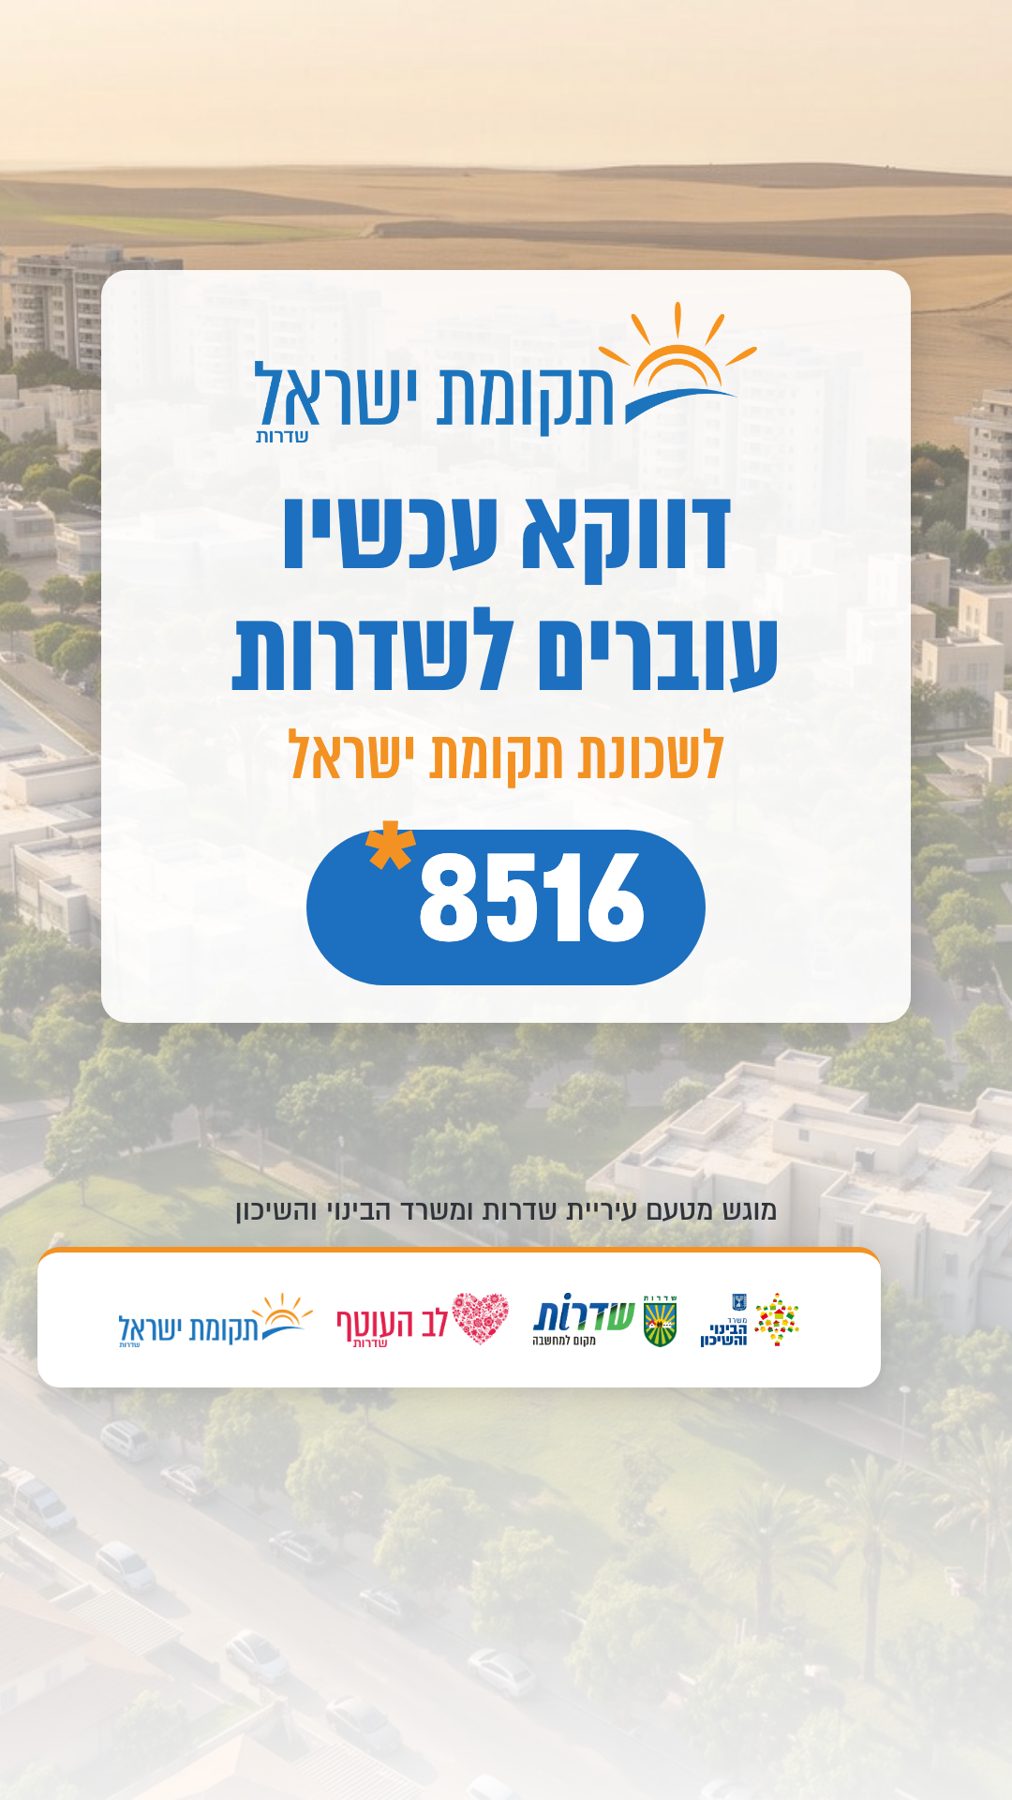 תקומת ישראל
שדרות
דווקא עכשיו
עוברים לשדרות
לשכונת תקומת ישראל
*8516
מוגש מטעם עיריית שדרות ומשרד הבינוי והשיכון
משרד
הבינוי
והשיכון
שדרות
שדרות
מקום למחשבה
לב העוטף
שדרות
תקומת ישראל
שדרות